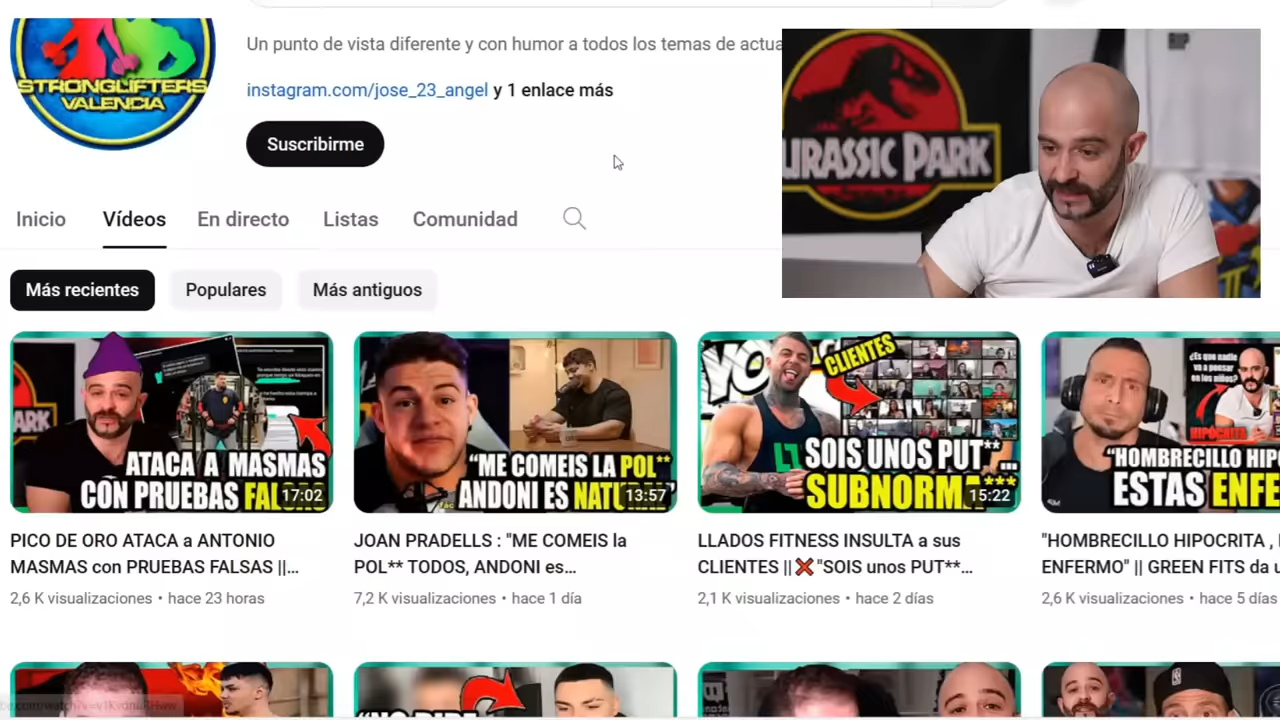 STRONGLIFTERS
VALENCIA
Un punto de vista diferente y con humor a todos los temas de actua
instagram.com/jose_23_angel y 1 enlace más
Suscribirme
JURASSIC PARK
Inicio
Vídeos
En directo
Listas
Comunidad
Más recientes
Populares
Más antiguos
ATACA A MASMAS
CON PRUEBAS FAL
17:02
"ME COMEIS LA POL**
ANDONI ES NATU
13:57
CLIENTES
SOIS UNOS PUT**...
SUBNORM
15:22
¿Es que nadie
va a pensar
en los niños?
HIPÓCRITA
"HOMBRECILLO HIPO
ESTAS ENFE
PICO DE ORO ATACA a ANTONIO
MASMAS con PRUEBAS FALSAS ||...
2,6 K visualizaciones • hace 23 horas
JOAN PRADELLS : "ME COMEIS la
POL** TODOS, ANDONI es...
7,2 K visualizaciones • hace 1 día
LLADOS FITNESS INSULTA a sus
CLIENTES ||❌"SOIS unos PUT**...
2,1 K visualizaciones • hace 2 días
"HOMBRECILLO HIPOCRITA ,
ENFERMO" || GREEN FITS da u
2,6 K visualizaciones • hace 5 días